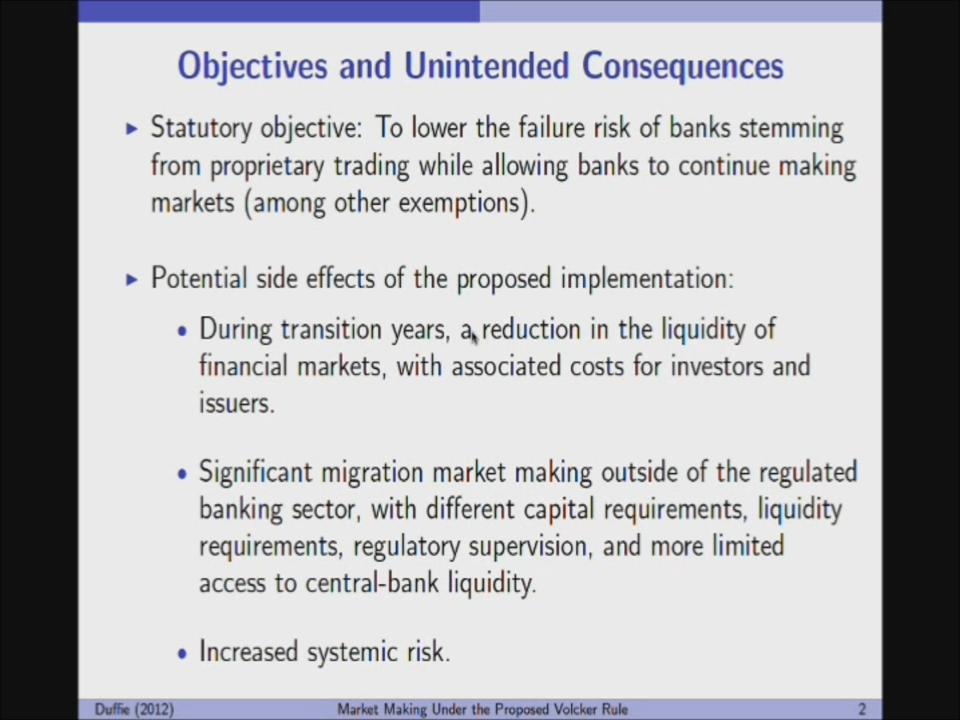 Objectives and Unintended Consequences
Statutory objective: To lower the failure risk of banks stemming
from proprietary trading while allowing banks to continue making
markets (among other exemptions).
Potential side effects of the proposed implementation:
During transition years, a reduction in the liquidity of
financial markets, with associated costs for investors and
issuers.
Significant migration market making outside of the regulated
banking sector, with different capital requirements, liquidity
requirements, regulatory supervision, and more limited
access to central-bank liquidity.
Increased systemic risk.
Duffie (2012) Market Making Under the Proposed Volcker Rule 2